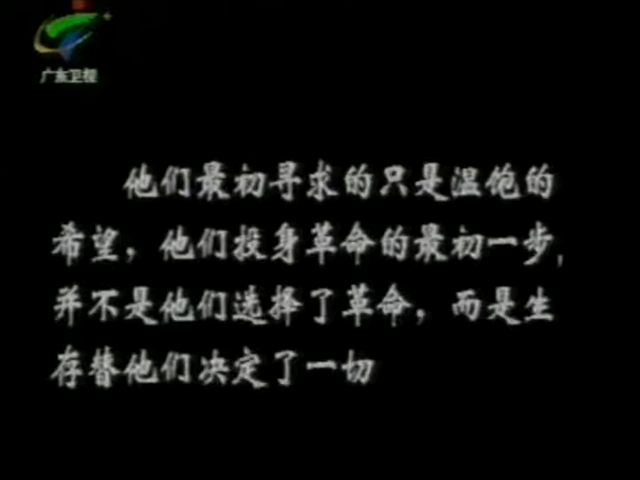 广东卫视
他们最初寻求的只是温饱的
希望，他们投身革命的最初一步，
并不是他们选择了革命，而是生
存替他们决定了一切